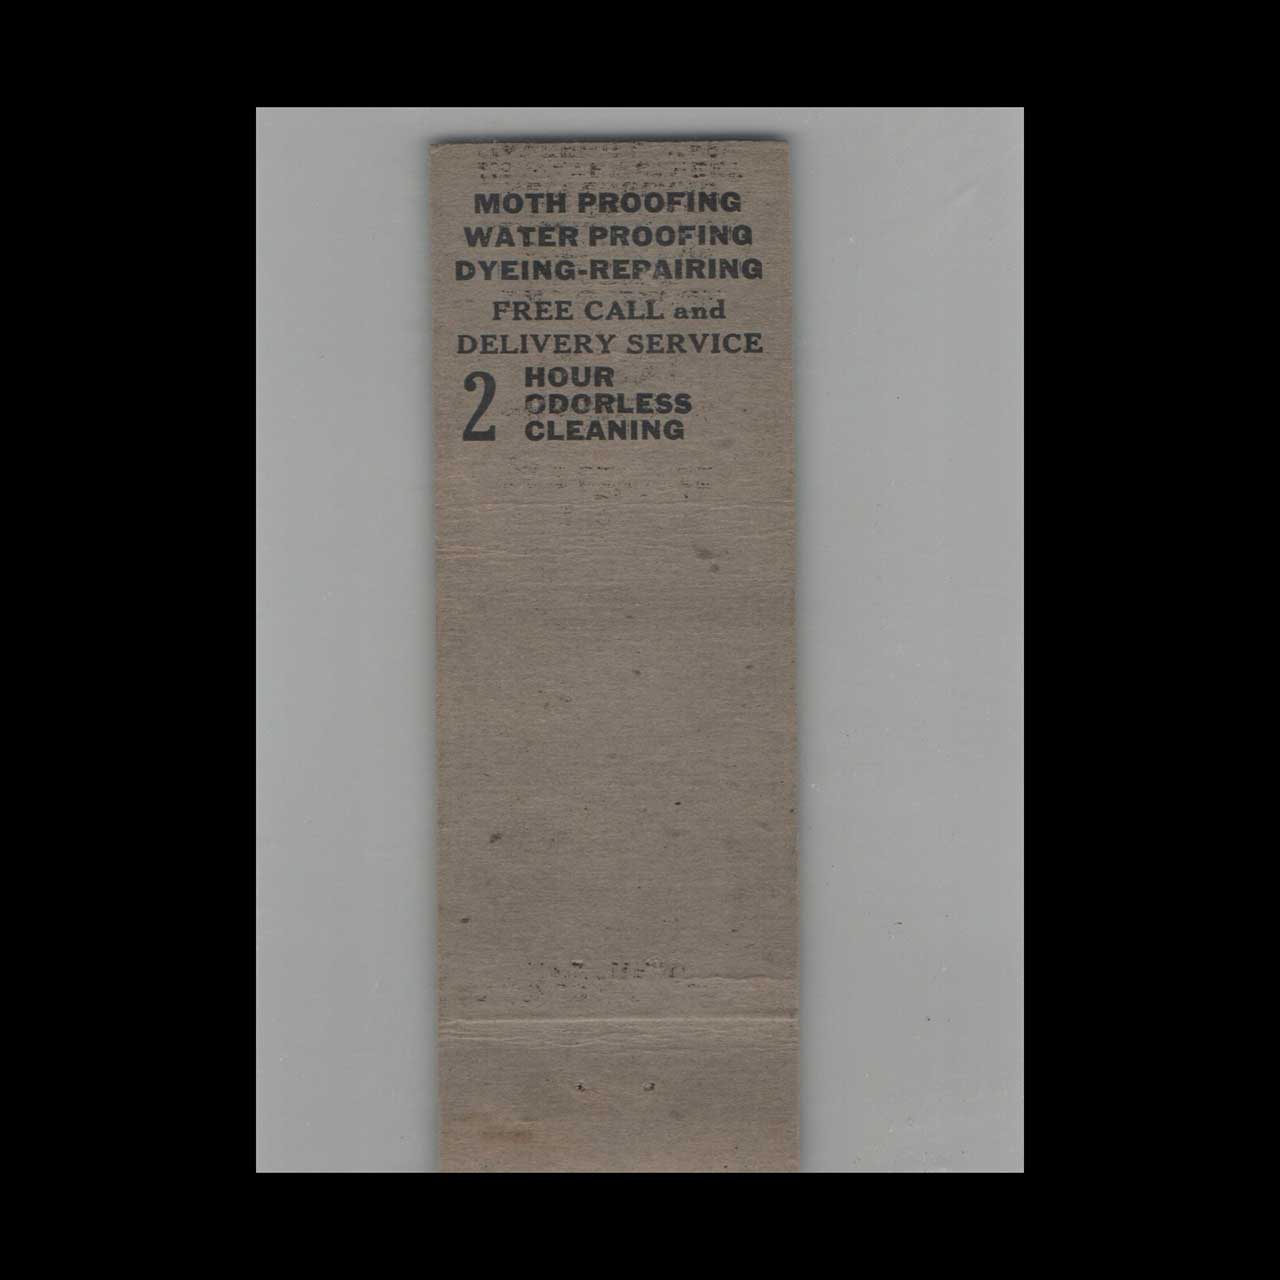 MOTH PROOFING
WATER PROOFING
DYEING-REPAIRING
FREE CALL and
DELIVERY SERVICE
2 HOUR
ODORLESS
CLEANING